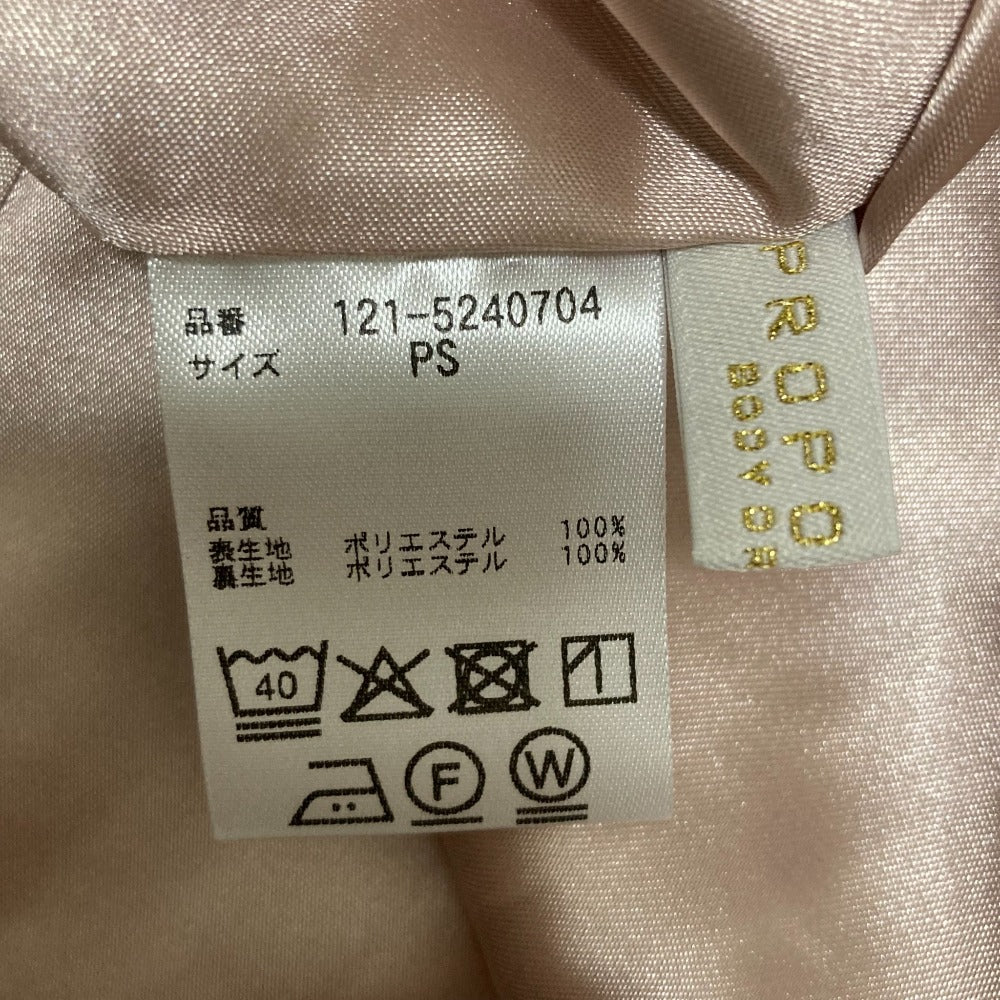 品番 121-5240704
サイズ PS
品質
表生地 ポリエステル 100%
裏生地 ポリエステル 100%
40
F
W
PROPO
BODY